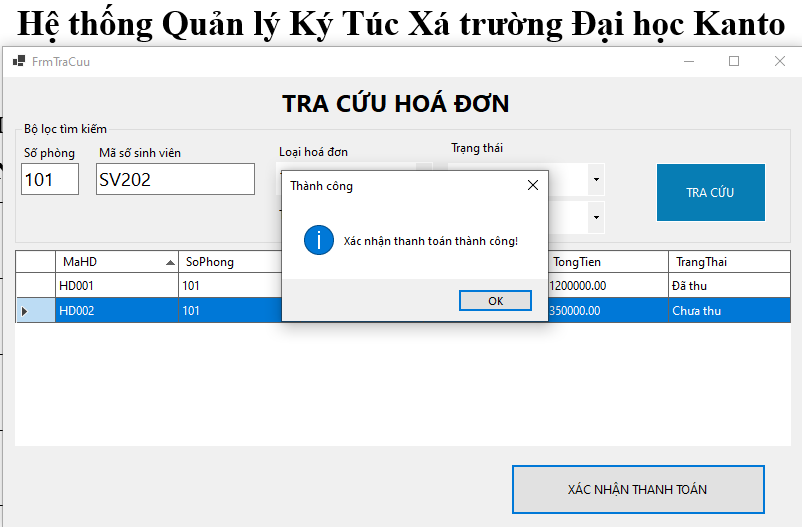 Hệ thống Quản lý Ký Túc Xá trường Đại học Kanto
FrmTraCuu
TRA CỨU HOÁ ĐƠN
Bộ lọc tìm kiếm
Số phòng
Mã số sinh viên
Loại hoá đơn
Trạng thái
101
SV202
TRA CỨU
Thành công
Xác nhận thanh toán thành công!
OK
MaHD SoPhong TongTien TrangThai
HD001 101 1200000.00 Đã thu
HD002 101 350000.00 Chưa thu
XÁC NHẬN THANH TOÁN